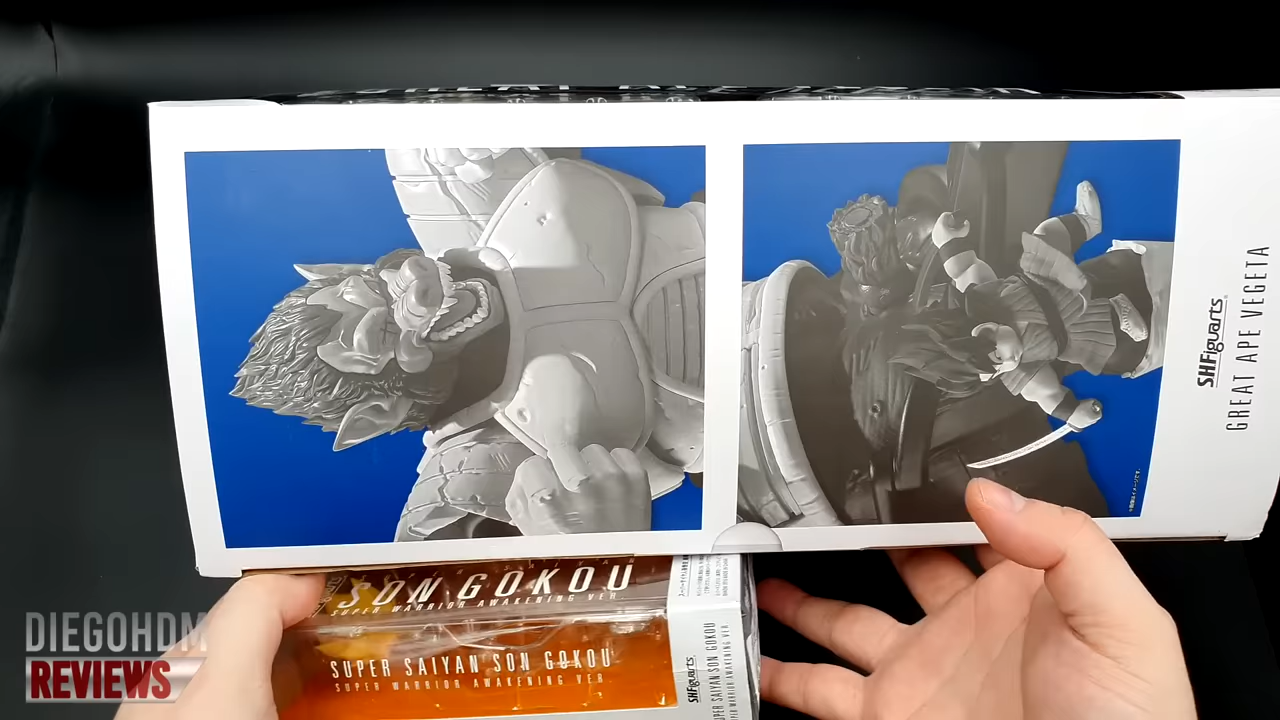 SHFiguarts
GREAT APE VEGETA
SON GOKOU
SUPER WARRIOR AWAKENING VER.
SUPER SAIYAN SON GOKOU
SUPER WARRIOR AWAKENING VER.
SHFiguarts
SUPER SAIYAN SON GOKOU
SUPER WARRIOR AWAKENING VER.
DIEGOHDM
REVIEWS